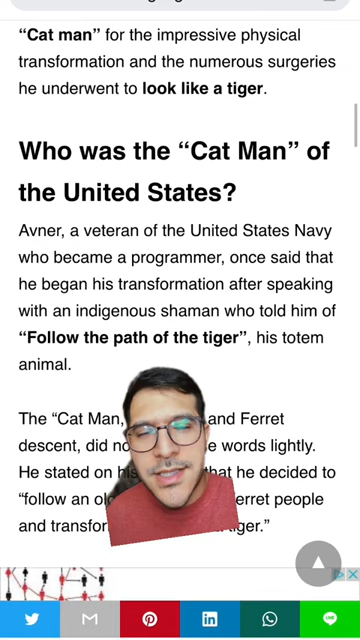 “Cat man” for the impressive physical
transformation and the numerous surgeries
he underwent to look like a tiger.
Who was the “Cat Man” of
the United States?
Avner, a veteran of the United States Navy
who became a programmer, once said that
he began his transformation after speaking
with an indigenous shaman who told him of
“Follow the path of the tiger”, his totem
animal.
The “Cat Man, and Ferret
descent, did words lightly.
He stated on that he decided to
“follow an erret people
and transfor tiger.”